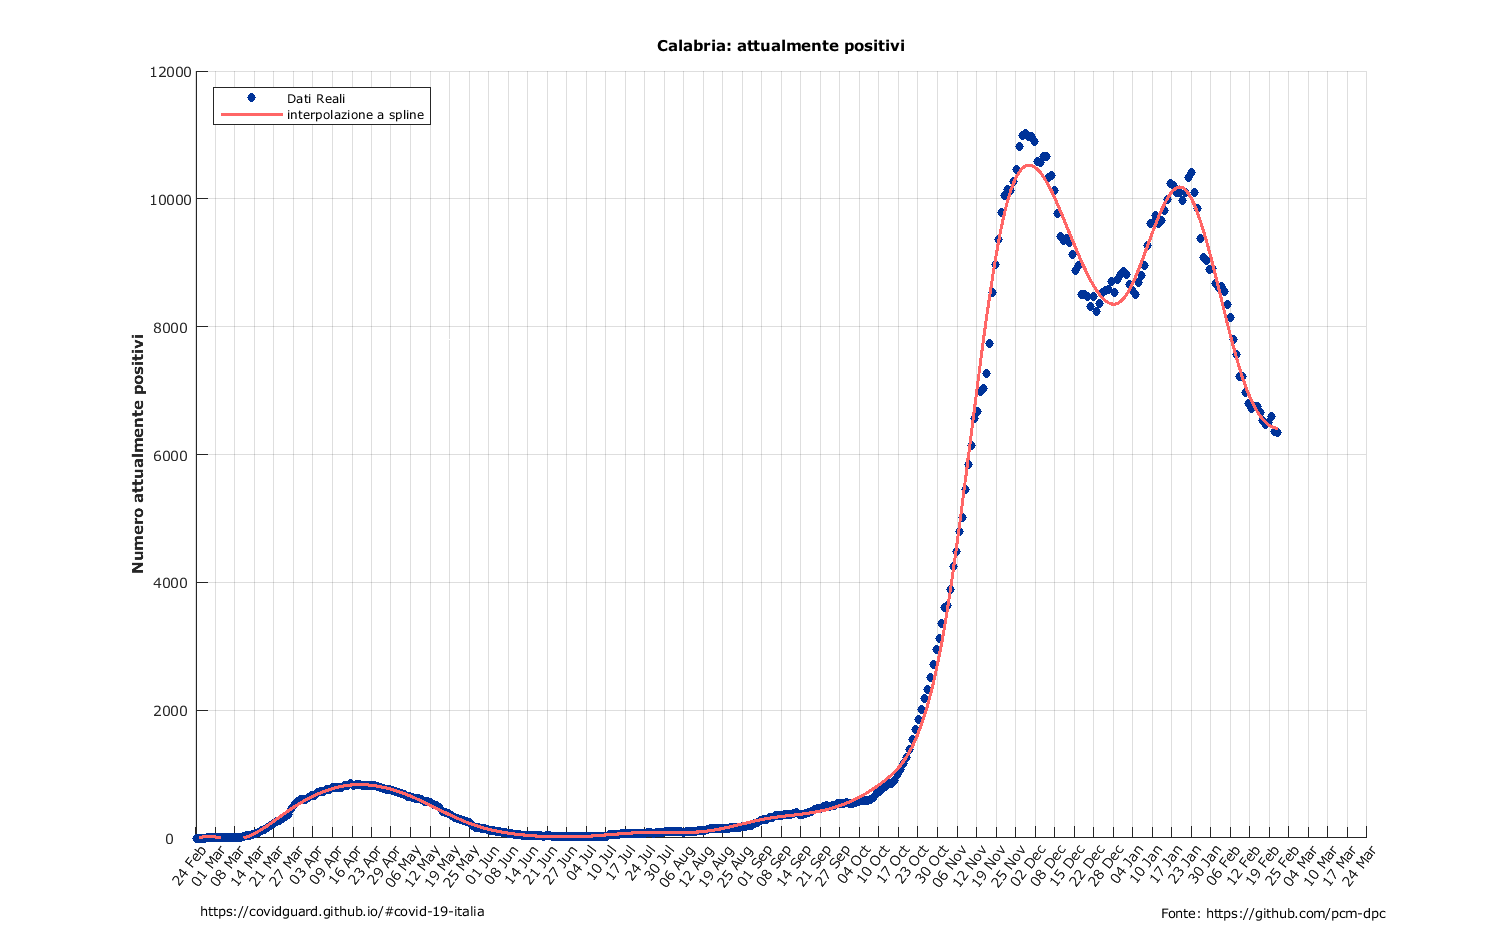 Calabria: attualmente positivi
12000
10000
8000
6000
4000
2000
0
Numero attualmente positivi
Dati Reali
interpolazione a spline
24 Feb
01 Mar
08 Mar
14 Mar
21 Mar
27 Mar
03 Apr
09 Apr
16 Apr
23 Apr
29 Apr
06 May
12 May
19 May
25 May
01 Jun
08 Jun
14 Jun
21 Jun
27 Jun
04 Jul
10 Jul
17 Jul
24 Jul
30 Jul
06 Aug
12 Aug
19 Aug
25 Aug
01 Sep
08 Sep
14 Sep
21 Sep
27 Sep
04 Oct
10 Oct
17 Oct
23 Oct
30 Oct
06 Nov
12 Nov
19 Nov
25 Nov
02 Dec
08 Dec
15 Dec
22 Dec
28 Dec
04 Jan
10 Jan
17 Jan
23 Jan
30 Jan
06 Feb
12 Feb
19 Feb
25 Feb
04 Mar
10 Mar
17 Mar
24 Mar
https://covidguard.github.io/#covid-19-italia
Fonte: https://github.com/pcm-dpc